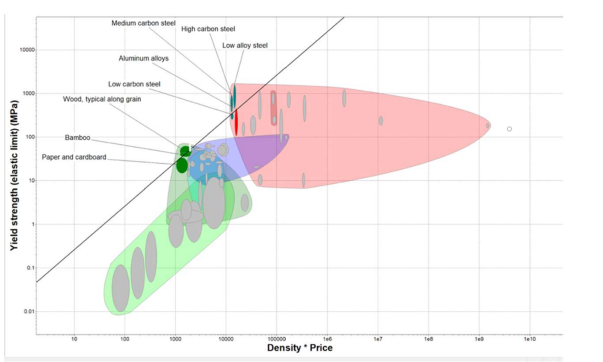 Medium carbon steel
High carbon steel
Low alloy steel
Aluminum alloys
Low carbon steel
Wood, typical along grain
Bamboo
Paper and cardboard
Yield strength (elastic limit) (MPa)
10000
1000
100
10
1
0.1
0.01
10
100
1000
10000
100000
1e6
1e7
1e8
1e9
1e10
Density * Price